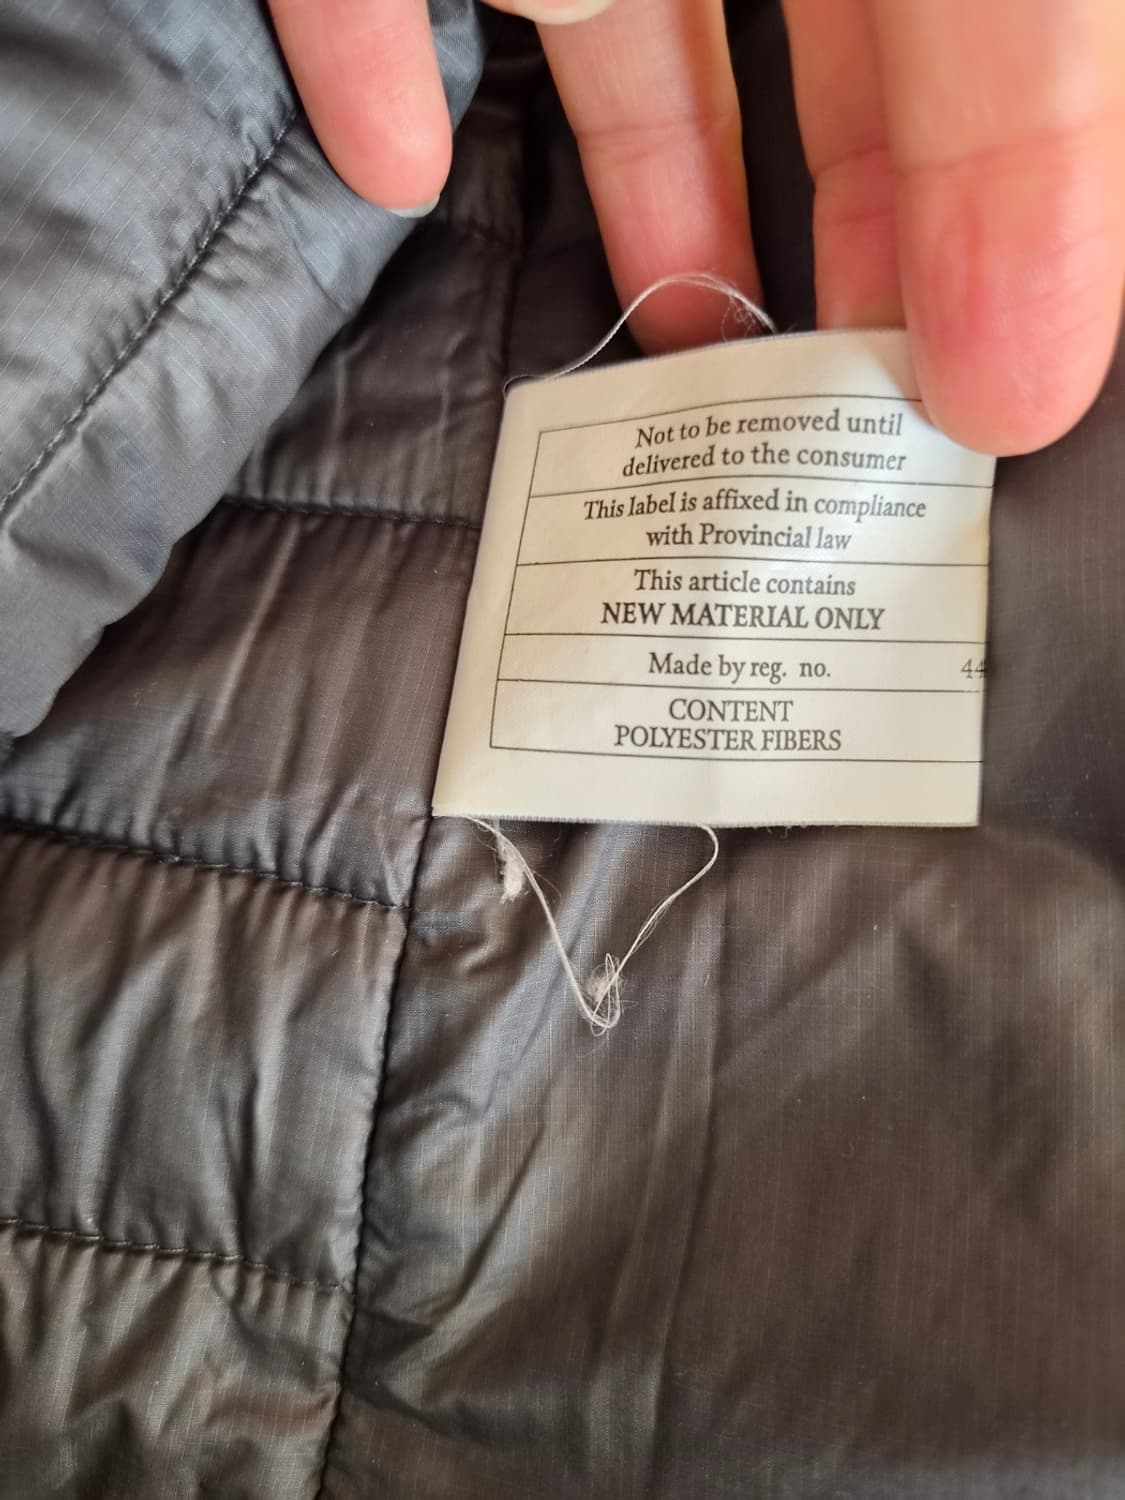 Not to be removed until
delivered to the consumer
This label is affixed in compliance
with Provincial law
This article contains
NEW MATERIAL ONLY
Made by reg. no. 44
CONTENT
POLYESTER FIBERS